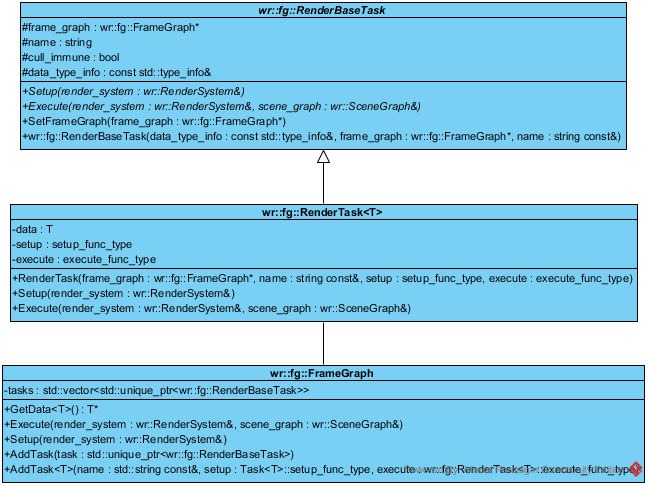 wr::fg::RenderBaseTask
#frame_graph : wr::fg::FrameGraph*
#name : string
#cull_immune : bool
#data_type_info : const std::type_info&
+Setup(render_system : wr::RenderSystem&)
+Execute(render_system : wr::RenderSystem&, scene_graph : wr::SceneGraph&)
+SetFrameGraph(frame_graph : wr::fg::FrameGraph*)
+wr::fg::RenderBaseTask(data_type_info : const std::type_info&, frame_graph : wr::fg::FrameGraph*, name : string const&)
wr::fg::RenderTask<T>
-data : T
-setup : setup_func_type
-execute : execute_func_type
+RenderTask(frame_graph : wr::fg::FrameGraph*, name : string const&, setup : setup_func_type, execute : execute_func_type)
+Setup(render_system : wr::RenderSystem&)
+Execute(render_system : wr::RenderSystem&, scene_graph : wr::SceneGraph&)
wr::fg::FrameGraph
-tasks : std::vector<std::unique_ptr<wr::fg::RenderBaseTask>>
+GetData<T>() : T*
+Execute(render_system : wr::RenderSystem&, scene_graph : wr::SceneGraph&)
+Setup(render_system : wr::RenderSystem&)
+AddTask(task : std::unique_ptr<wr::fg::RenderBaseTask>)
+AddTask<T>(name : std::string const&, setup : Task<T>::setup_func_type, execute : wr::fg::RenderTask<T>::execute_func_type)